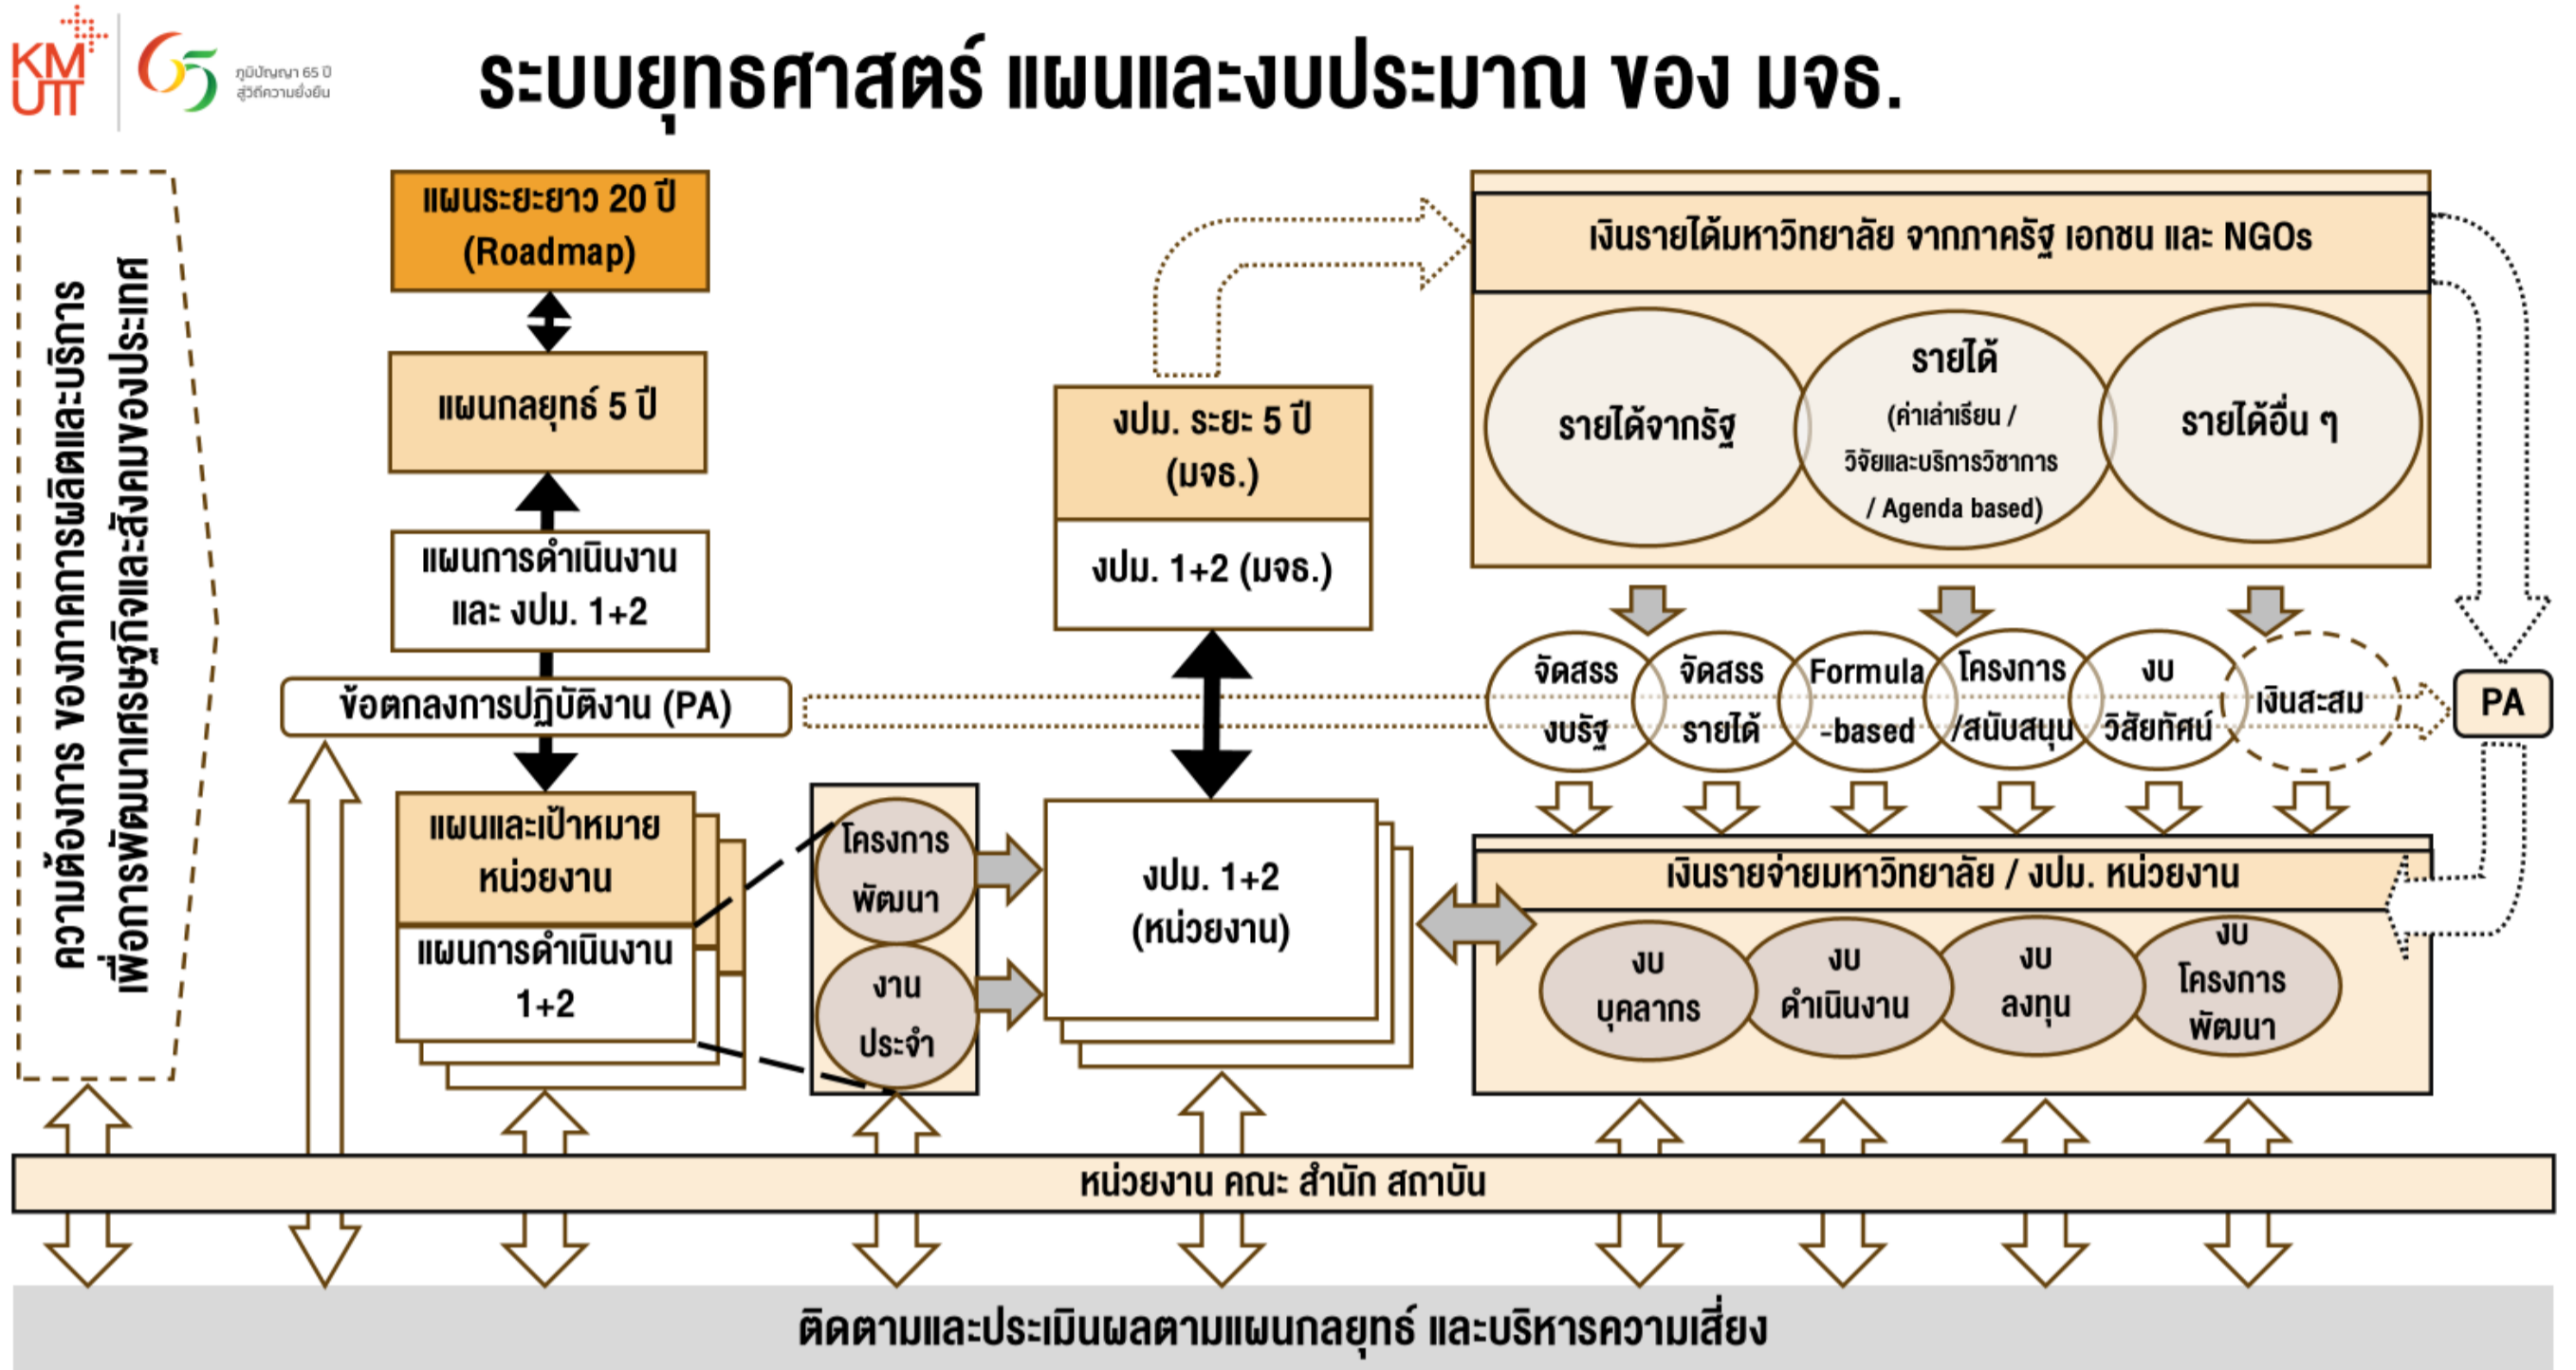 KM
UTT
65
ภูมิปัญญา 65 ปี
สู่วิถีความยั่งยืน
ระบบยุทธศาสตร์ แผนและงบประมาณ ของ มจธ.
ความต้องการ ของภาคการผลิตและบริการ
เพื่อการพัฒนาเศรษฐกิจและสังคมของประเทศ
แผนระยะยาว 20 ปี
(Roadmap)
แผนกลยุทธ์ 5 ปี
แผนการดำเนินงาน
และ งปม. 1+2
ข้อตกลงการปฏิบัติงาน (PA)
แผนและเป้าหมาย
หน่วยงาน
แผนการดำเนินงาน
1+2
โครงการ
พัฒนา
งาน
ประจำ
งปม. ระยะ 5 ปี
(มจธ.)
งปม. 1+2 (มจธ.)
งปม. 1+2
(หน่วยงาน)
เงินรายได้มหาวิทยาลัย จากภาครัฐ เอกชน และ NGOs
รายได้จากรัฐ
รายได้
(ค่าเล่าเรียน /
วิจัยและบริการวิชาการ
/ Agenda based)
รายได้อื่น ๆ
จัดสรร
งบรัฐ
จัดสรร
รายได้
Formula
-based
โครงการ
/สนับสนุน
งบ
วิสัยทัศน์
เงินสะสม
PA
เงินรายจ่ายมหาวิทยาลัย / งปม. หน่วยงาน
งบ
บุคลากร
งบ
ดำเนินงาน
งบ
ลงทุน
งบ
โครงการ
พัฒนา
หน่วยงาน คณะ สำนัก สถาบัน
ติดตามและประเมินผลตามแผนกลยุทธ์ และบริหารความเสี่ยง